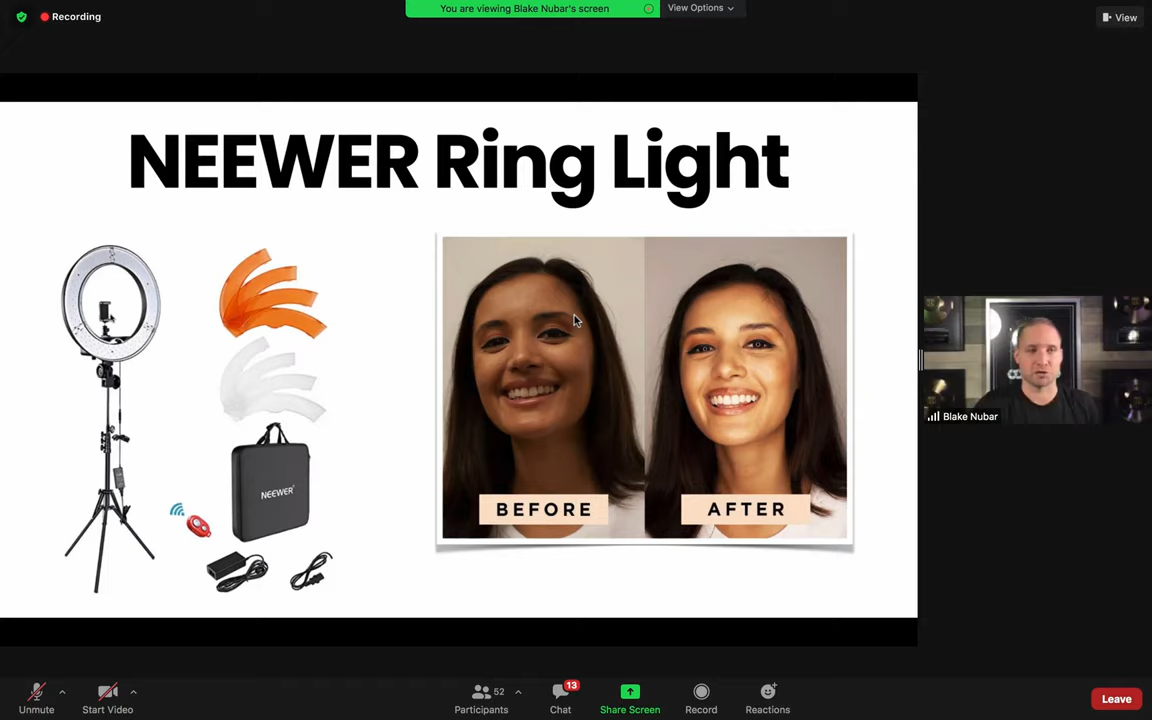 Recording
You are viewing Blake Nubar's screen
View Options
View
NEEWER Ring Light
NEEWER
BEFORE
AFTER
Blake Nubar
Unmute
Start Video
52
Participants
13
Chat
Share Screen
Record
Reactions
Leave